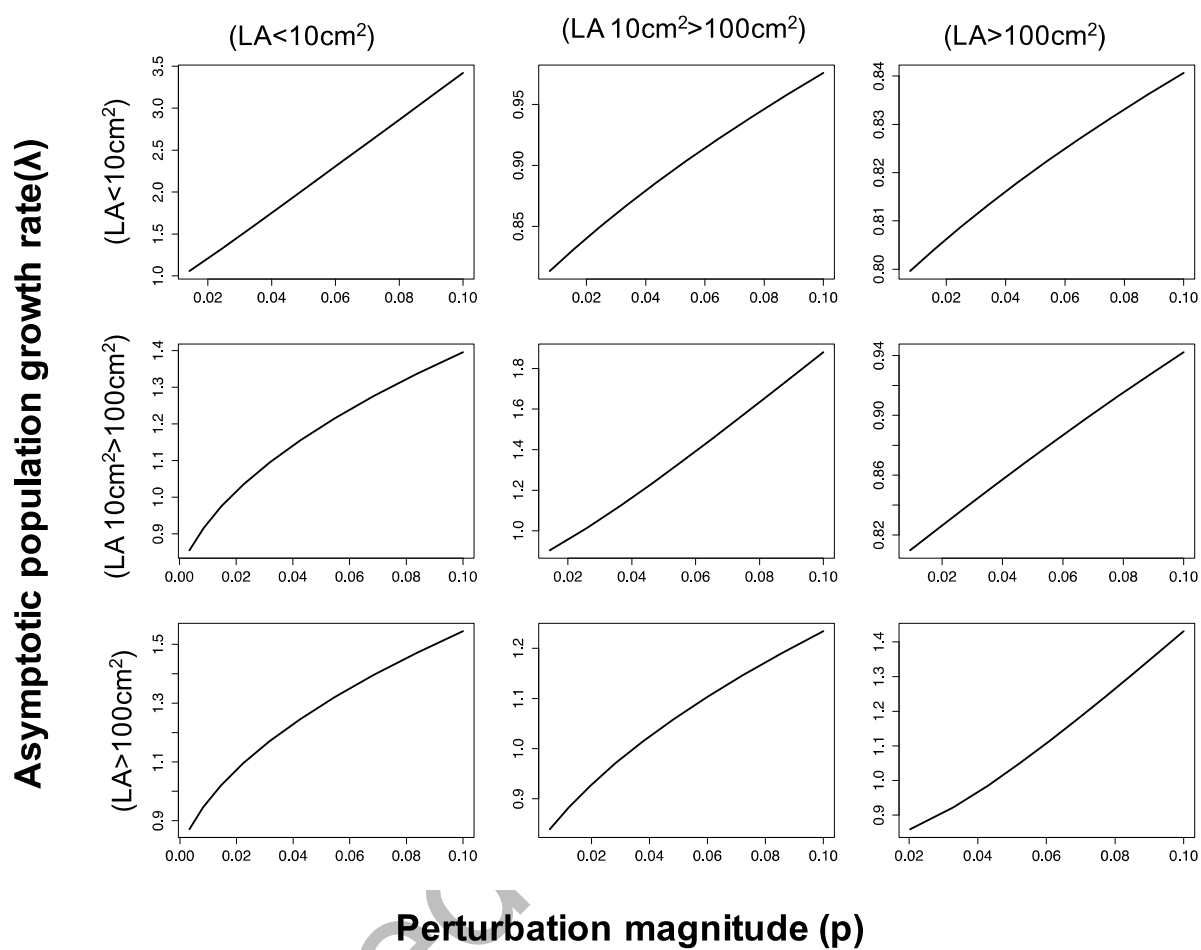 (LA<10cm²) (LA 10cm²>100cm²) (LA>100cm²)
Asymptotic population growth rate(λ)
(LA<10cm²)
3.5 3.0 2.5 2.0 1.5 1.0
0.02 0.04 0.06 0.08 0.10
0.95 0.90 0.85
0.02 0.04 0.06 0.08 0.10
0.84 0.83 0.82 0.81 0.80
0.02 0.04 0.06 0.08 0.10
(LA 10cm²>100cm²)
1.4 1.3 1.2 1.1 1.0 0.9
0.00 0.02 0.04 0.06 0.08 0.10
1.8 1.6 1.4 1.2 1.0
0.02 0.04 0.06 0.08 0.10
0.94 0.90 0.86 0.82
0.02 0.04 0.06 0.08 0.10
(LA>100cm²)
1.5 1.3 1.1 0.9
0.00 0.02 0.04 0.06 0.08 0.10
1.2 1.1 1.0 0.9
0.02 0.04 0.06 0.08 0.10
1.4 1.3 1.2 1.1 1.0 0.9
0.02 0.04 0.06 0.08 0.10
Perturbation magnitude (p)